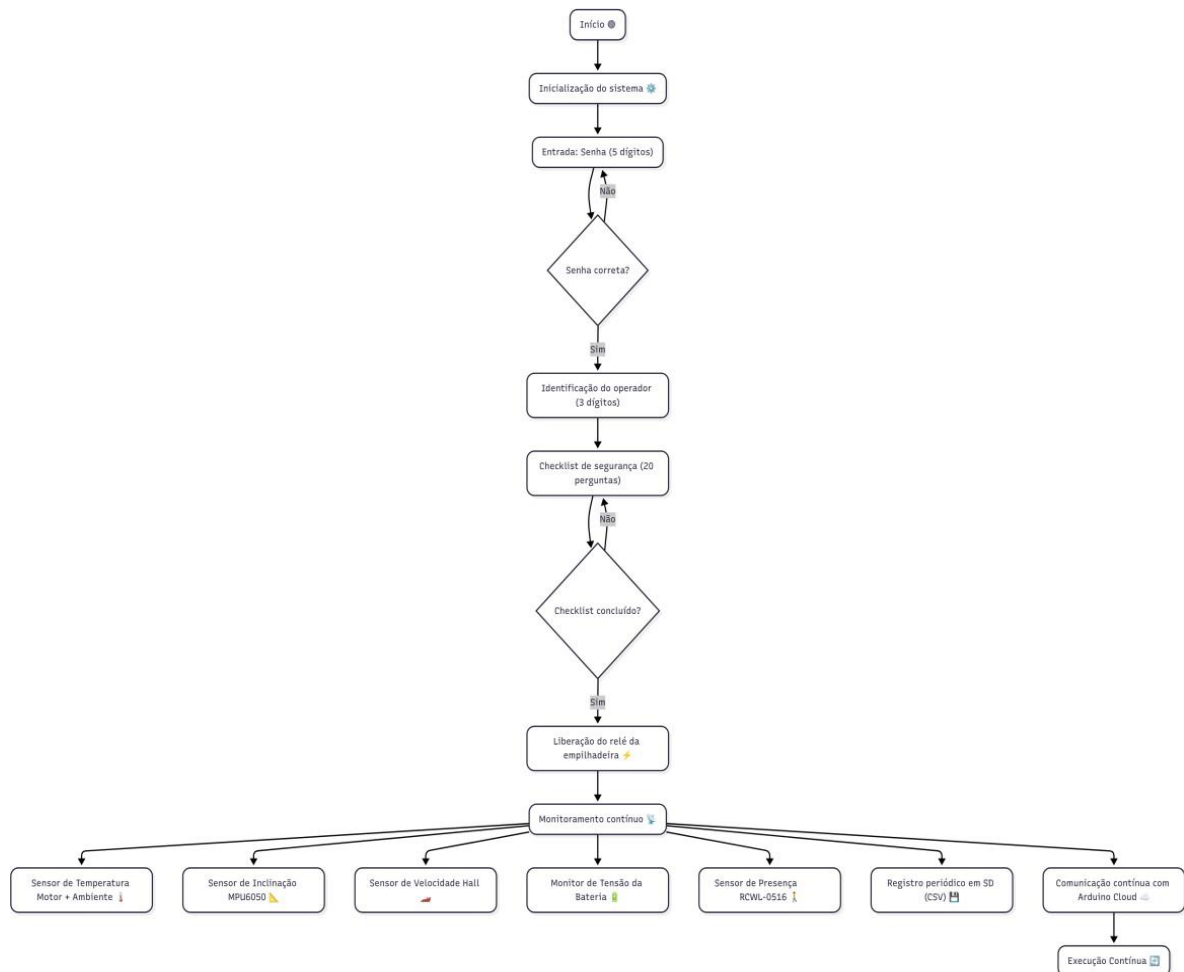 Início
Inicialização do sistema ⚙️
Entrada: Senha (5 dígitos)
Não
Senha correta?
Sim
Identificação do operador
(3 dígitos)
Checklist de segurança (20
perguntas)
Não
Checklist concluído?
Sim
Liberação do relé da
empilhadeira ⚡
Monitoramento contínuo 📡
Sensor de Temperatura
Motor + Ambiente 🌡️
Sensor de Inclinação
MPU6050 📐
Sensor de Velocidade Hall
🏎️
Monitor de Tensão da
Bateria 🔋
Sensor de Presença
RCWL-0516 🚶
Registro periódico em SD
(CSV) 💾
Comunicação contínua com
Arduino Cloud ☁️
Execução Contínua 🔄